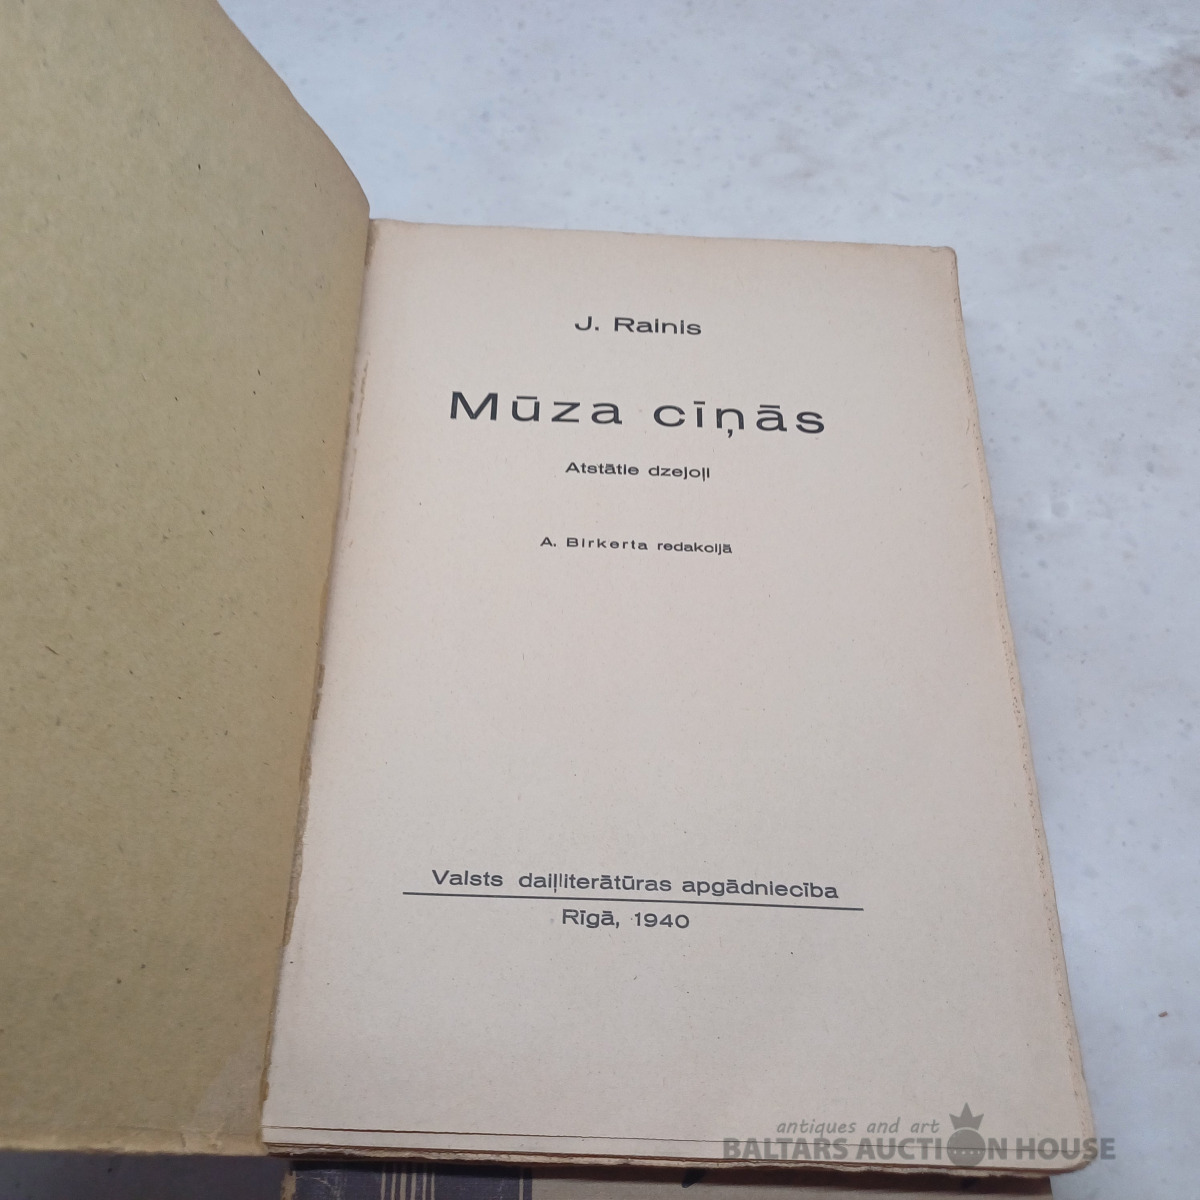 J. Rainis
Mūza cīņās
Atstātie dzejoļi
A. Birkerta redakcijā
Valsts daiļliterātūras apgādniecība
Rīgā, 1940
antiques and art
BALTARS AUCTION HOUSE